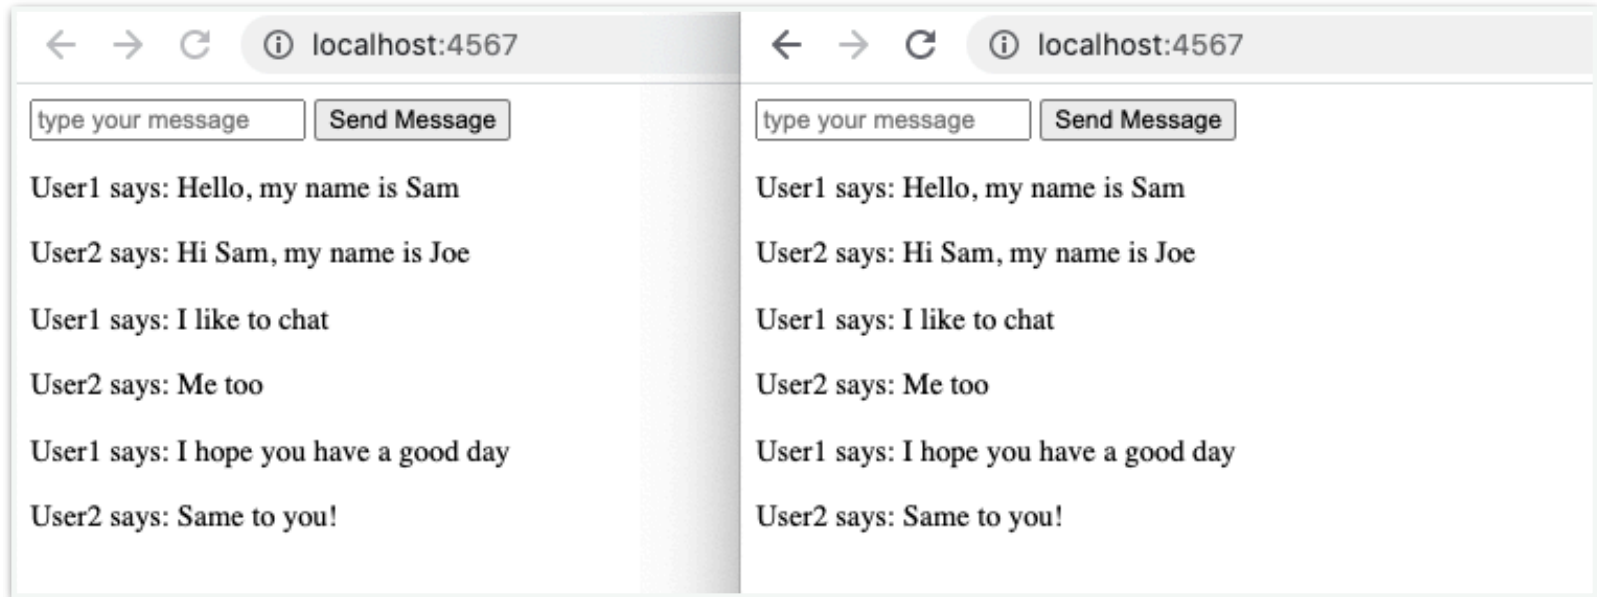 localhost:4567
type your message Send Message
User1 says: Hello, my name is Sam
User2 says: Hi Sam, my name is Joe
User1 says: I like to chat
User2 says: Me too
User1 says: I hope you have a good day
User2 says: Same to you!
localhost:4567
type your message Send Message
User1 says: Hello, my name is Sam
User2 says: Hi Sam, my name is Joe
User1 says: I like to chat
User2 says: Me too
User1 says: I hope you have a good day
User2 says: Same to you!